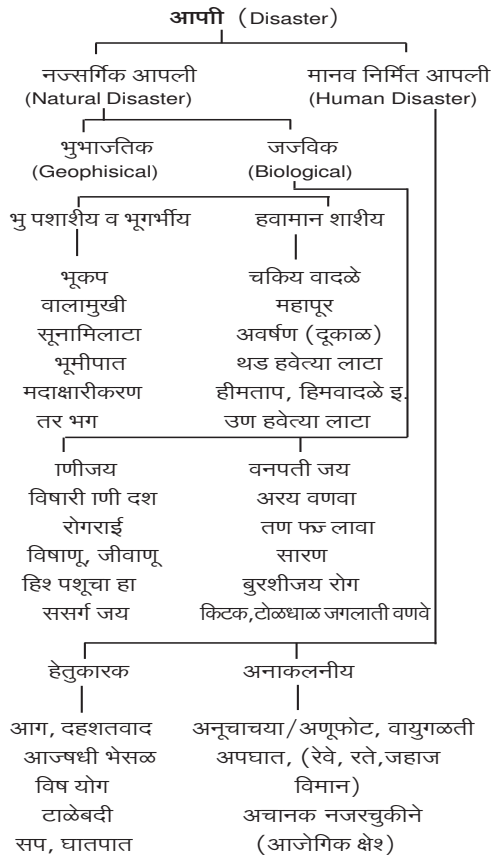 आपाी (Disaster)
नज्सर्गिक आपली मानव निर्मित आपली
(Natural Disaster) (Human Disaster)
भुभाज्तिक जज्विक
(Geophisical) (Biological)
भु पशाशीय व भूगर्भीय हवामान शाशीय
भूकप चकिय वादळे
वालामुखी महापूर
सूनामिलाटा अवर्षण (दूकाळ)
भूमीपात थड हवेत्या लाटा
मदाक्षारीकरण हीमताप, हिमवादळे इ.
तर भग उण हवेत्या लाटा
ाणीजय वनपती जय
विषारी ाणी दश अरय वणवा
रोगराई तण फ्ज लावा
विषाणू, जीवाणू सारण
हिश पशूचा हा बुरशीजय रोग
ससर्ग जय किटक,टोळधाळ जगलाती वणवे
हेतुकारक अनाकलनीय
आग, दहशतवाद अनूचाचया/अणूफोट, वायुगळती
आज्षधी भेसळ अपघात, (रेवे, रते,जहाज
विष योग विमान)
टाळेबदी अचानक नजरचुकीने
सप, घातपात (आजेगिक क्षेश)